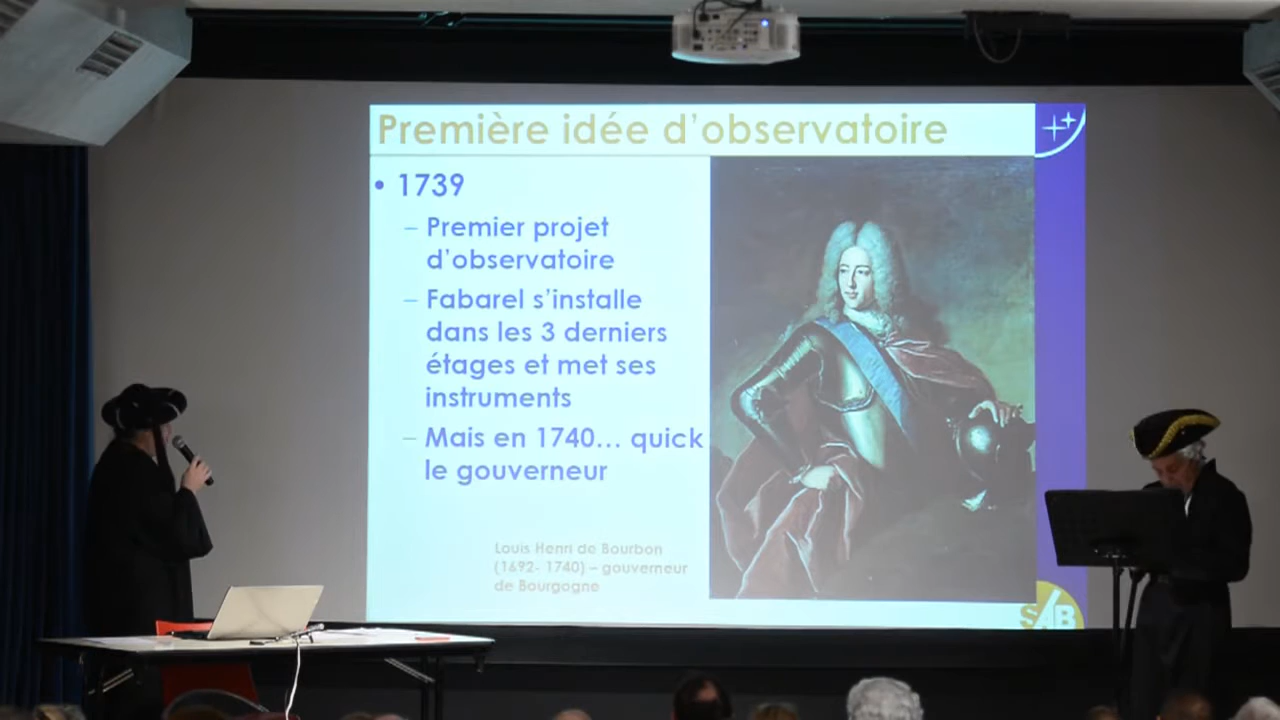 Première idée d'observatoire
• 1739
– Premier projet
d'observatoire
– Fabarel s'installe
dans les 3 derniers
étages et met ses
instruments
– Mais en 1740… quick
le gouverneur
Louis Henri de Bourbon
(1692- 1740) – gouverneur
de Bourgogne
SAB